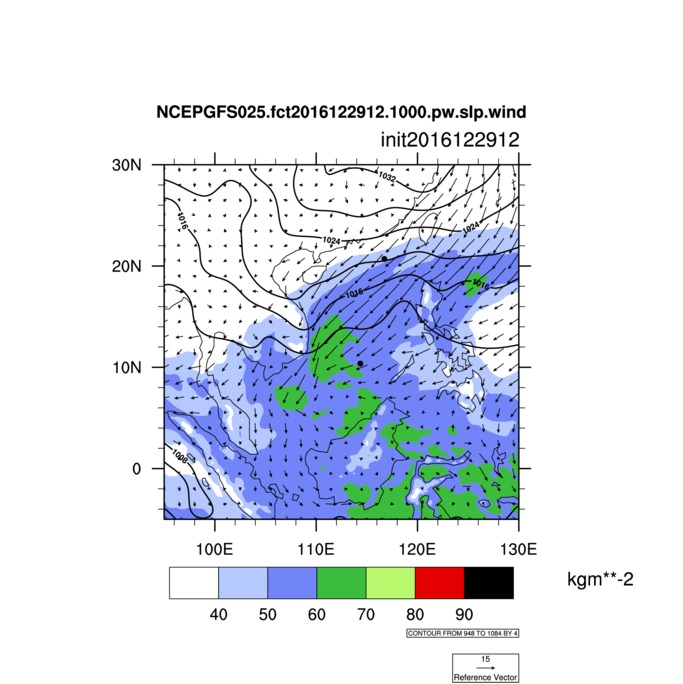 NCEPGFS025.fct2016122912.1000.pw.slp.wind
init2016122912
30N
20N
10N
0
1032
1016
1024
1024
1016
1016
1008
100E 110E 120E 130E
kgm**-2
40 50 60 70 80 90
CONTOUR FROM 948 TO 1084 BY 4
15
Reference Vector